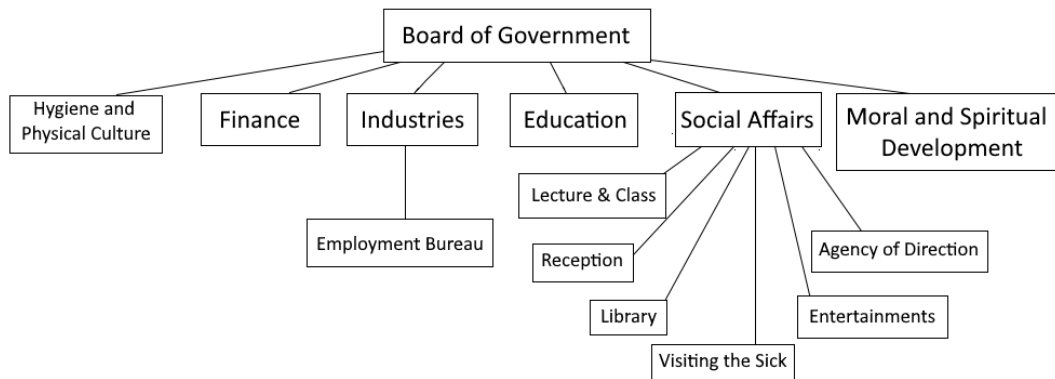 Board of Government
Hygiene and
Physical Culture
Finance
Industries
Education
Social Affairs
Moral and Spiritual
Development
Lecture & Class
Employment Bureau
Reception
Agency of Direction
Library
Entertainments
Visiting the Sick